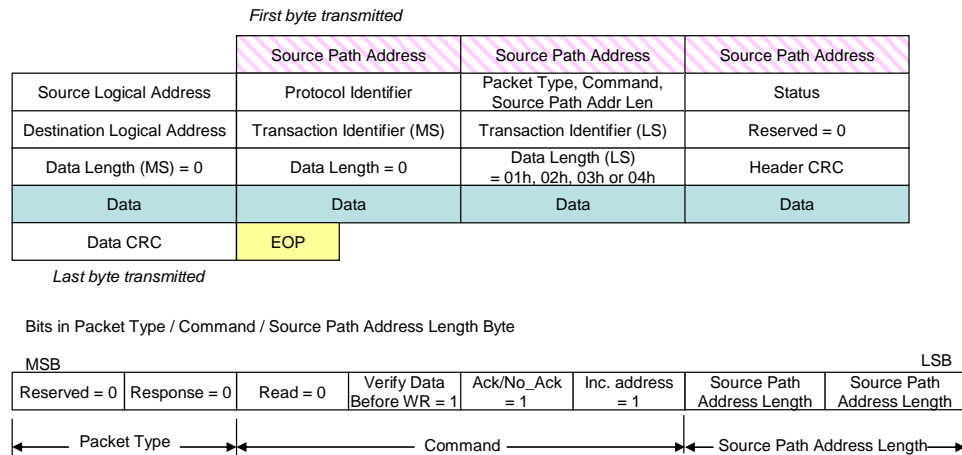 First byte transmitted
Source Path Address Source Path Address Source Path Address
Source Logical Address Protocol Identifier Packet Type, Command, Source Path Addr Len Status
Destination Logical Address Transaction Identifier (MS) Transaction Identifier (LS) Reserved = 0
Data Length (MS) = 0 Data Length = 0 Data Length (LS) = 01h, 02h, 03h or 04h Header CRC
Data Data Data Data
Data CRC EOP
Last byte transmitted
Bits in Packet Type / Command / Source Path Address Length Byte
MSB LSB
Reserved = 0 Response = 0 Read = 0 Verify Data Before WR = 1 Ack/No_Ack = 1 Inc. address = 1 Source Path Address Length Source Path Address Length
Packet Type Command Source Path Address Length